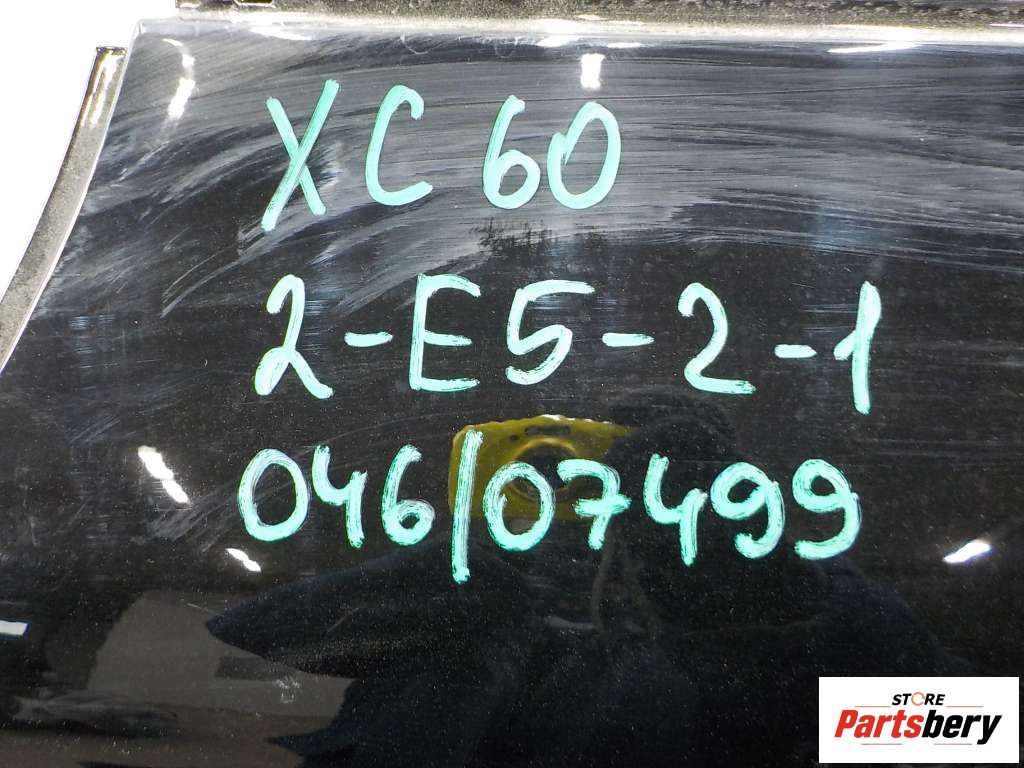 XC 60
2-E5-2-1
046/07499
STORE
Partsbery